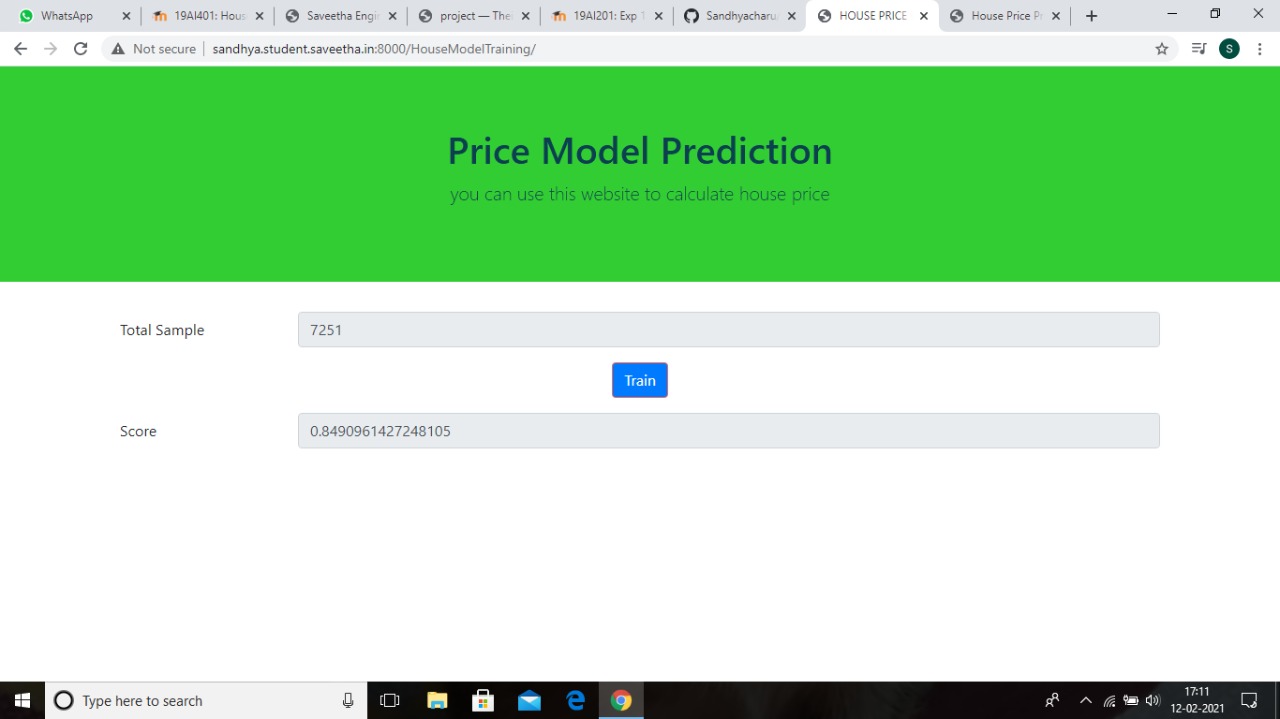 WhatsApp
19AI401: Hous
Saveetha Engi
project — The
19AI201: Exp 1
Sandhyacharu
HOUSE PRICE
House Price Pr
Not secure
sandhya.student.saveetha.in:8000/HouseModelTraining/
S
Price Model Prediction
you can use this website to calculate house price
Total Sample
7251
Train
Score
0.8490961427248105
Type here to search
17:11
12-02-2021